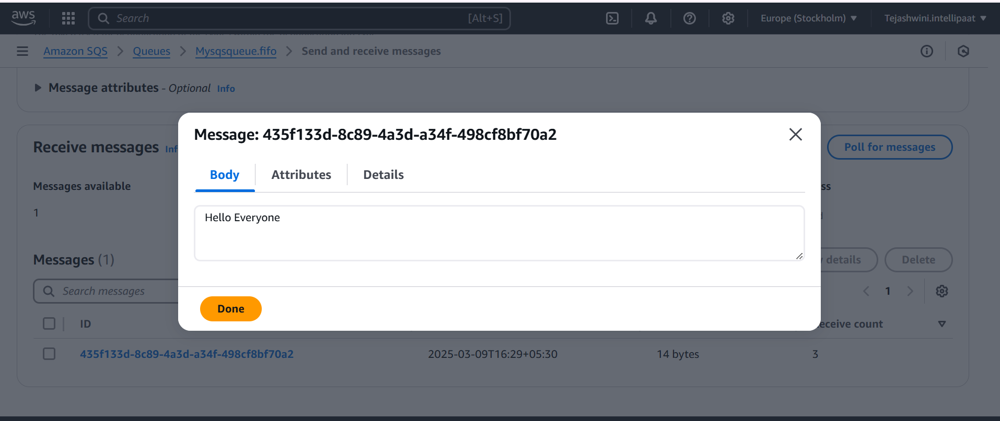 aws
Search [Alt+S]
Europe (Stockholm)
Tejashwini.intellipaat
Amazon SQS > Queues > Mysqsqueue.fifo > Send and receive messages
Message attributes - Optional Info
Message: 435f133d-8c89-4a3d-a34f-498cf8bf70a2
Receive messages Inf
Poll for messages
Body Attributes Details
Messages available
ss
1
Hello Everyone
Messages (1)
details
Delete
Search messages
1
Done
ID
eceive count
435f133d-8c89-4a3d-a34f-498cf8bf70a2 2025-03-09T16:29+05:30 14 bytes 3